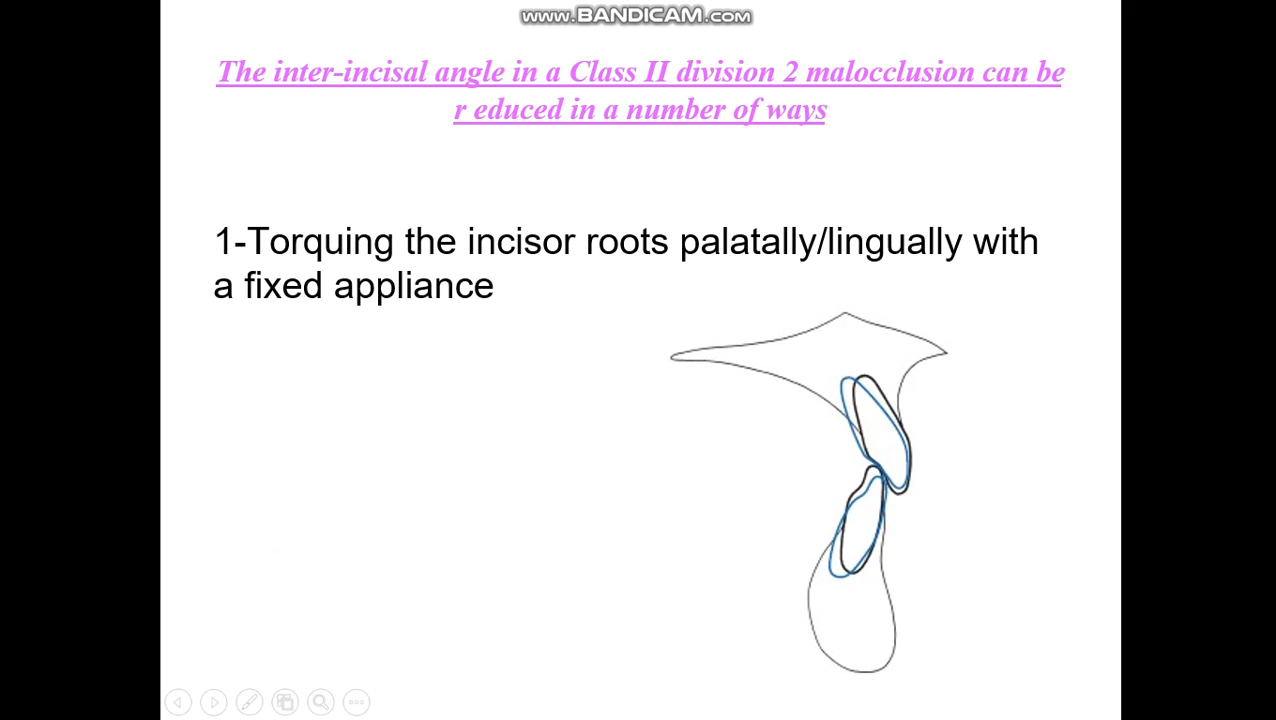 www.BANDICAM.com
The inter-incisal angle in a Class II division 2 malocclusion can be
r educed in a number of ways
1-Torquing the incisor roots palatally/lingually with
a fixed appliance